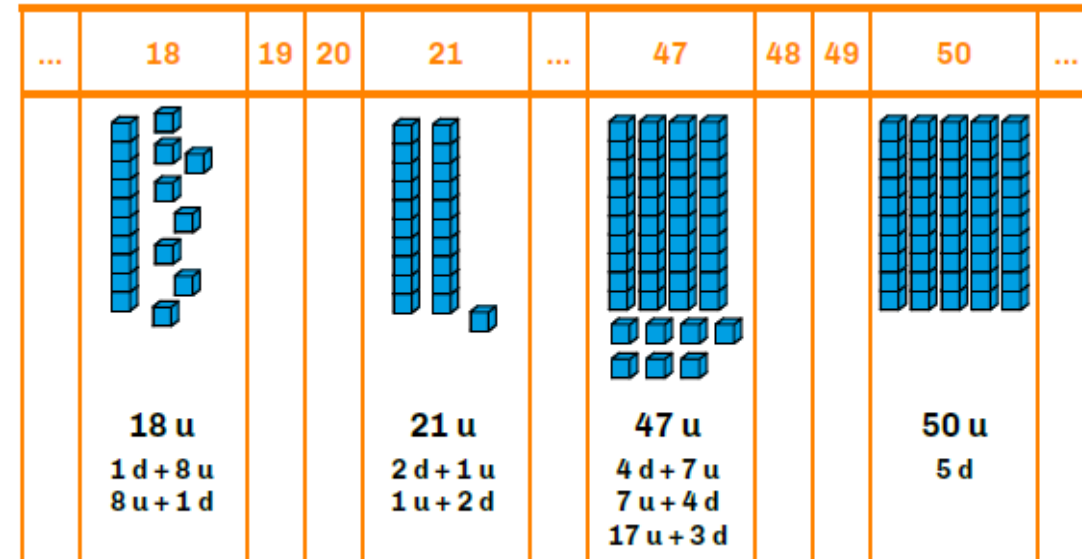 ... 18 19 20 21 ... 47 48 49 50 ...
18 u
1 d + 8 u
8 u + 1 d
21 u
2 d + 1 u
1 u + 2 d
47 u
4 d + 7 u
7 u + 4 d
17 u + 3 d
50 u
5 d